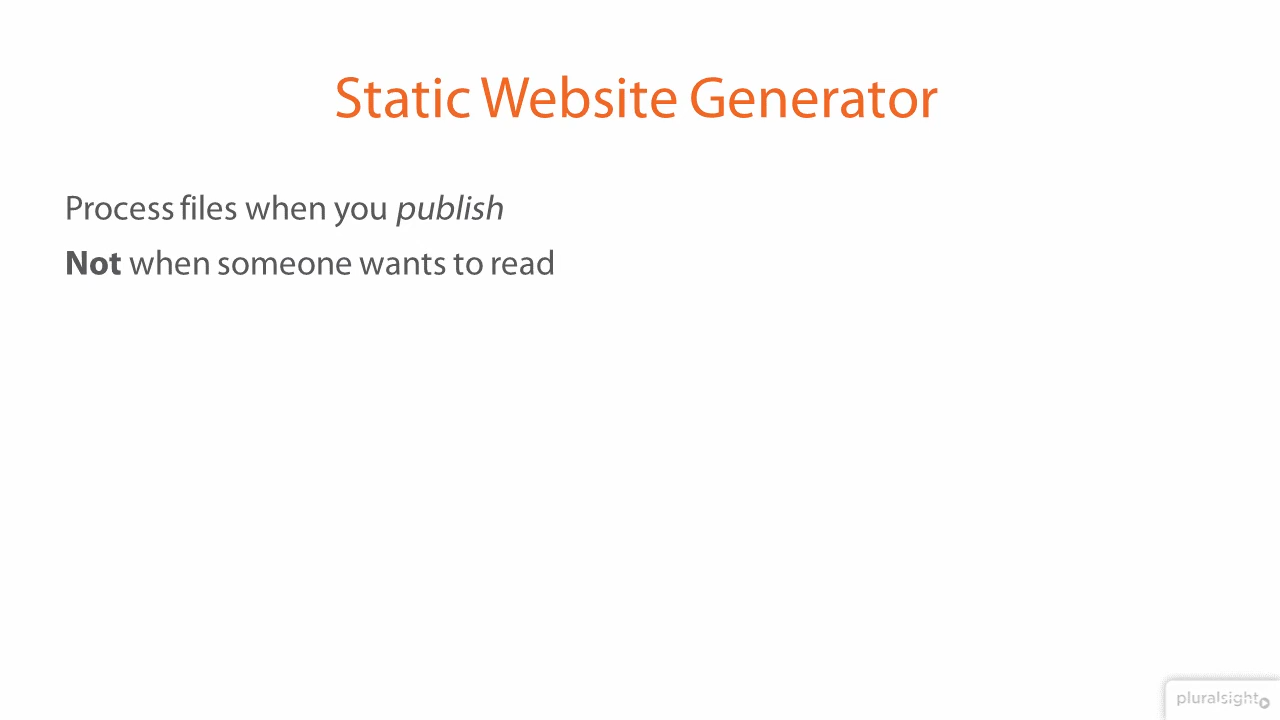 Static Website Generator
Process files when you publish
Not when someone wants to read
pluralsight